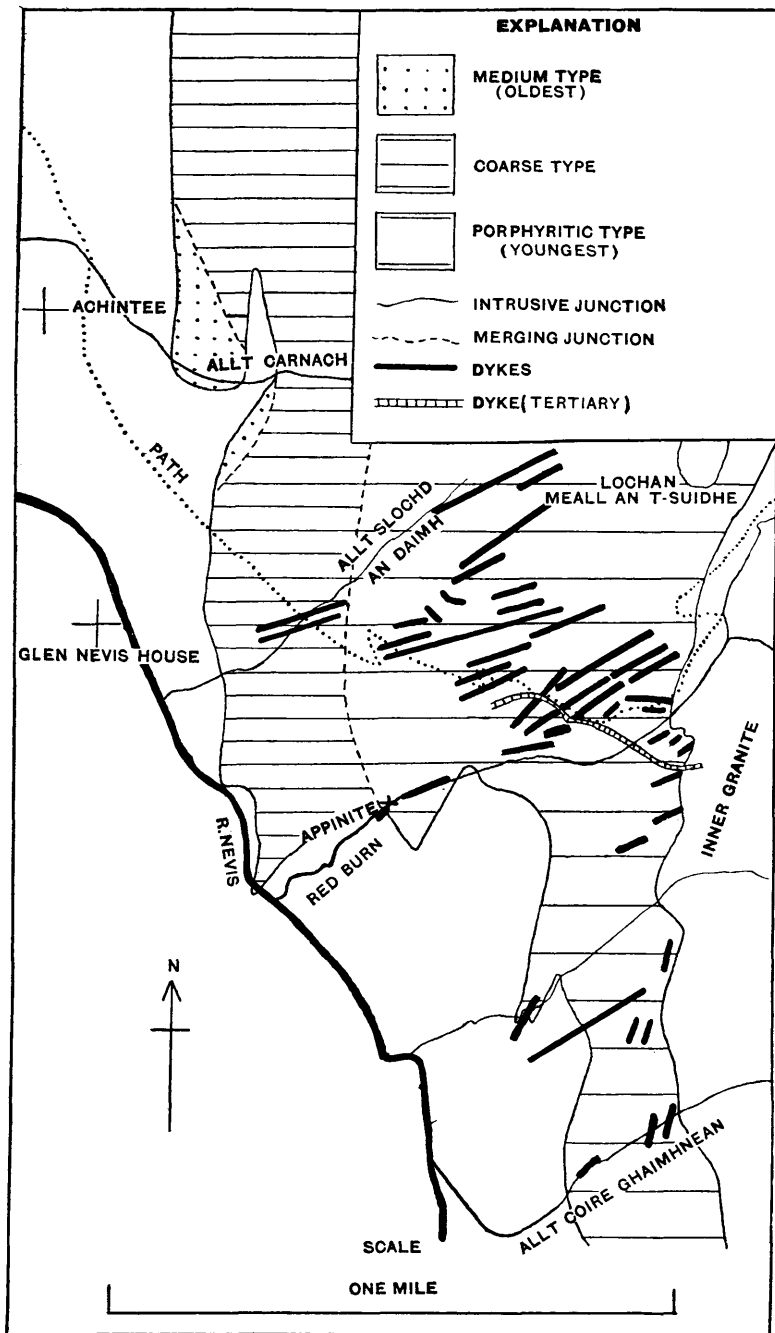 EXPLANATION
MEDIUM TYPE
(OLDEST)
COARSE TYPE
PORPHYRITIC TYPE
(YOUNGEST)
INTRUSIVE JUNCTION
MERGING JUNCTION
DYKES
DYKE (TERTIARY)
ACHINTEE
ALLT CARNACH
PATH
ALLT SLOCHD
AN DAIMH
LOCHAN
MEALL AN T-SUIDHE
GLEN NEVIS HOUSE
INNER GRANITE
APPINITE
R. NEVIS
RED BURN
N
ALLT COIRE GHAIMHNEAN
SCALE
ONE MILE